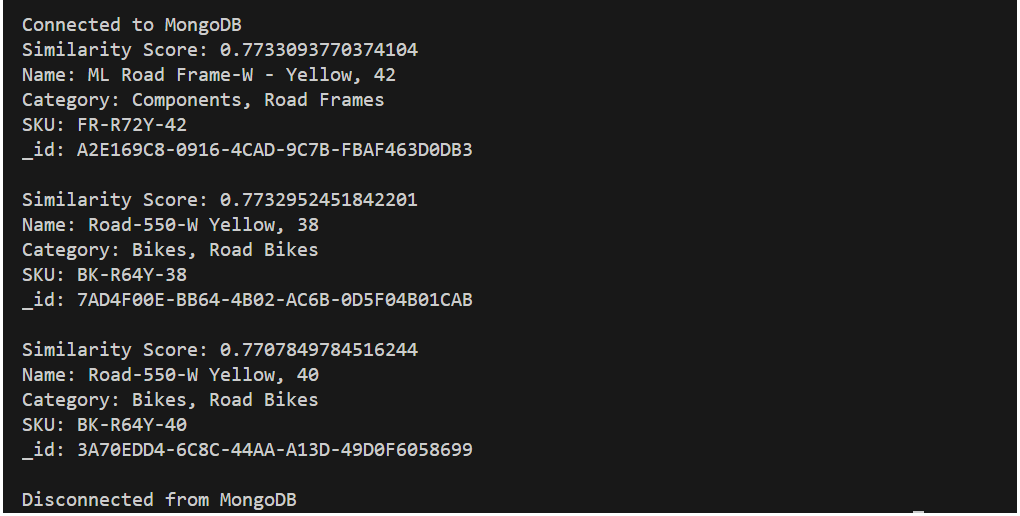 Connected to MongoDB
Similarity Score: 0.7733093770374104
Name: ML Road Frame-W - Yellow, 42
Category: Components, Road Frames
SKU: FR-R72Y-42
_id: A2E169C8-0916-4CAD-9C7B-FBAF463D0DB3
Similarity Score: 0.7732952451842201
Name: Road-550-W Yellow, 38
Category: Bikes, Road Bikes
SKU: BK-R64Y-38
_id: 7AD4F00E-BB64-4B02-AC6B-0D5F04B01CAB
Similarity Score: 0.7707849784516244
Name: Road-550-W Yellow, 40
Category: Bikes, Road Bikes
SKU: BK-R64Y-40
_id: 3A70EDD4-6C8C-44AA-A13D-49D0F6058699
Disconnected from MongoDB